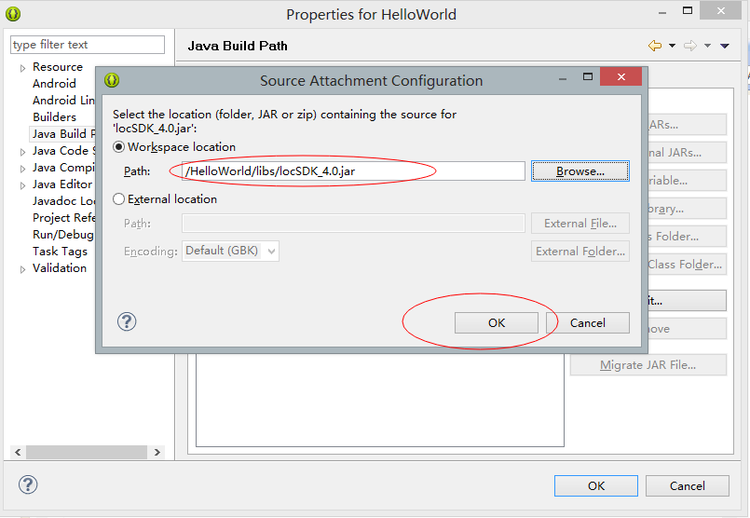 Properties for HelloWorld
type filter text
Resource
Android
Android Lin
Builders
Java Build P
Java Code S
Java Compi
Java Editor
Javadoc Loc
Project Refe
Run/Debug
Task Tags
Validation
Java Build Path
Source Attachment Configuration
Select the location (folder, JAR or zip) containing the source for
'locSDK_4.0.jar':
Workspace location
Path: /HelloWorld/libs/locSDK_4.0.jar Browse...
External location
Path: External File...
Encoding: Default (GBK) External Folder...
OK Cancel
ARs...
nal JARs...
riable...
rary...
s Folder...
Class Folder...
it...
ove
Migrate JAR File...
OK Cancel